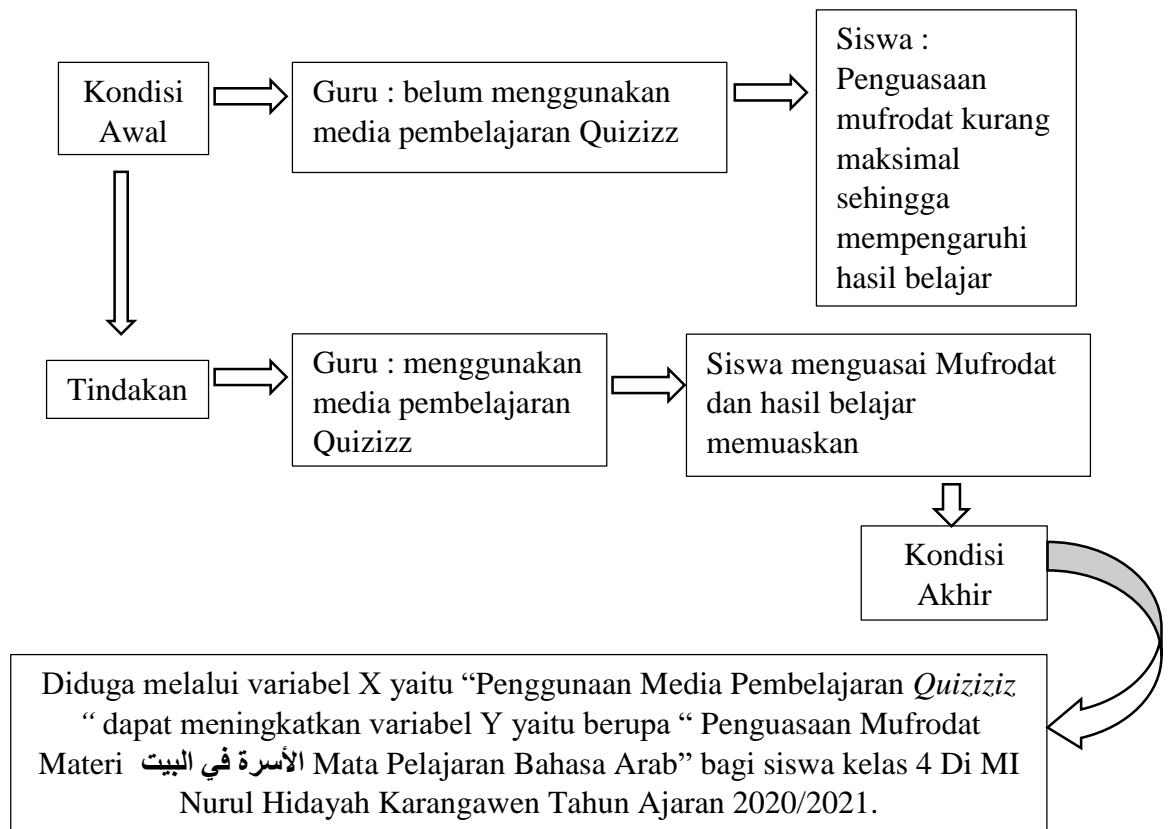 Kondisi
Awal
Guru : belum menggunakan
media pembelajaran Quizizz
Siswa :
Penguasaan
mufrodat kurang
maksimal
sehingga
mempengaruhi
hasil belajar
Tindakan
Guru : menggunakan
media pembelajaran
Quizizz
Siswa menguasai Mufrodat
dan hasil belajar
memuaskan
Kondisi
Akhir
Diduga melalui variabel X yaitu “Penggunaan Media Pembelajaran Quiziziz
“ dapat meningkatkan variabel Y yaitu berupa “ Penguasaan Mufrodat
Materi الأسرة في البيت Mata Pelajaran Bahasa Arab” bagi siswa kelas 4 Di MI
Nurul Hidayah Karangawen Tahun Ajaran 2020/2021.